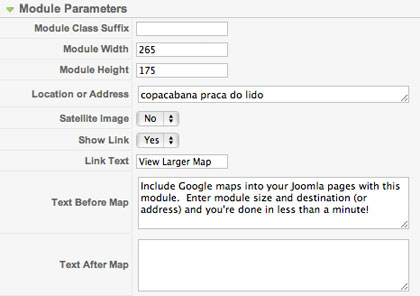 Module Parameters
Module Class Suffix
Module Width 265
Module Height 175
Location or Address copacabana praca do lido
Satellite Image No
Show Link Yes
Link Text View Larger Map
Text Before Map
Include Google maps into your Joomla pages with this
module. Enter module size and destination (or
address) and you're done in less than a minute!
Text After Map